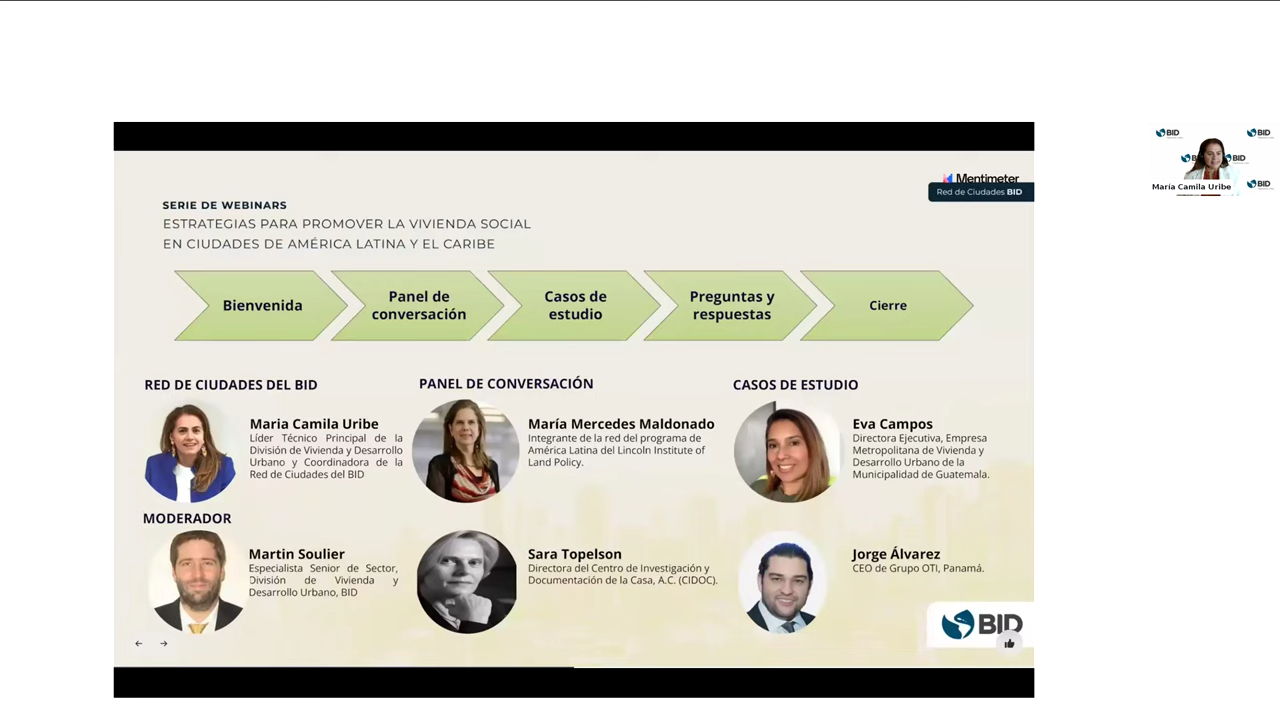 Mentimeter
Red de Ciudades BID
SERIE DE WEBINARS
ESTRATEGIAS PARA PROMOVER LA VIVIENDA SOCIAL
EN CIUDADES DE AMÉRICA LATINA Y EL CARIBE
Bienvenida
Panel de
conversación
Casos de
estudio
Preguntas y
respuestas
Cierre
RED DE CIUDADES DEL BID
Maria Camila Uribe
Líder Técnico Principal de la
División de Vivienda y Desarrollo
Urbano y Coordinadora de la
Red de Ciudades del BID
MODERADOR
Martin Soulier
Especialista Senior de Sector,
División de Vivienda y
Desarrollo Urbano, BID
PANEL DE CONVERSACIÓN
María Mercedes Maldonado
Integrante de la red del programa de
América Latina del Lincoln Institute of
Land Policy.
Sara Topelson
Directora del Centro de Investigación y
Documentación de la Casa, A.C. (CIDOC).
CASOS DE ESTUDIO
Eva Campos
Directora Ejecutiva, Empresa
Metropolitana de Vivienda y
Desarrollo Urbano de la
Municipalidad de Guatemala.
Jorge Álvarez
CEO de Grupo OTI, Panamá.
BID
BID
BID
BID
BID
María Camila Uribe